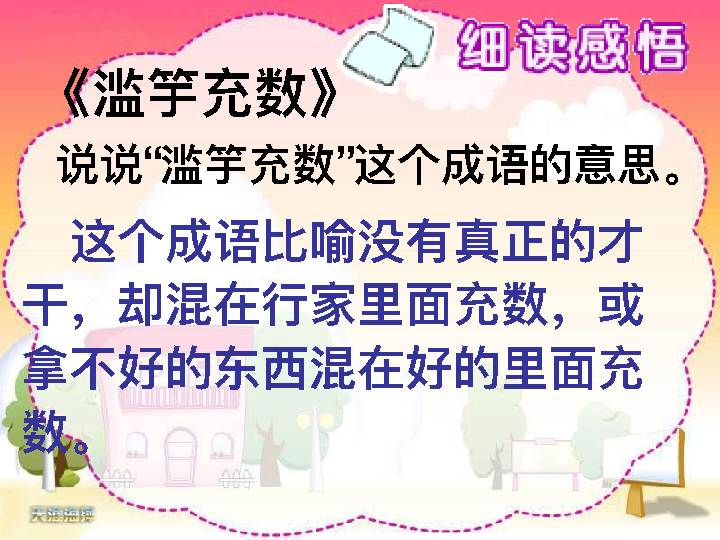 细读感悟
《滥竽充数》
说说“滥竽充数”这个成语的意思。
这个成语比喻没有真正的才
干，却混在行家里面充数，或
拿不好的东西混在好的里面充
数。